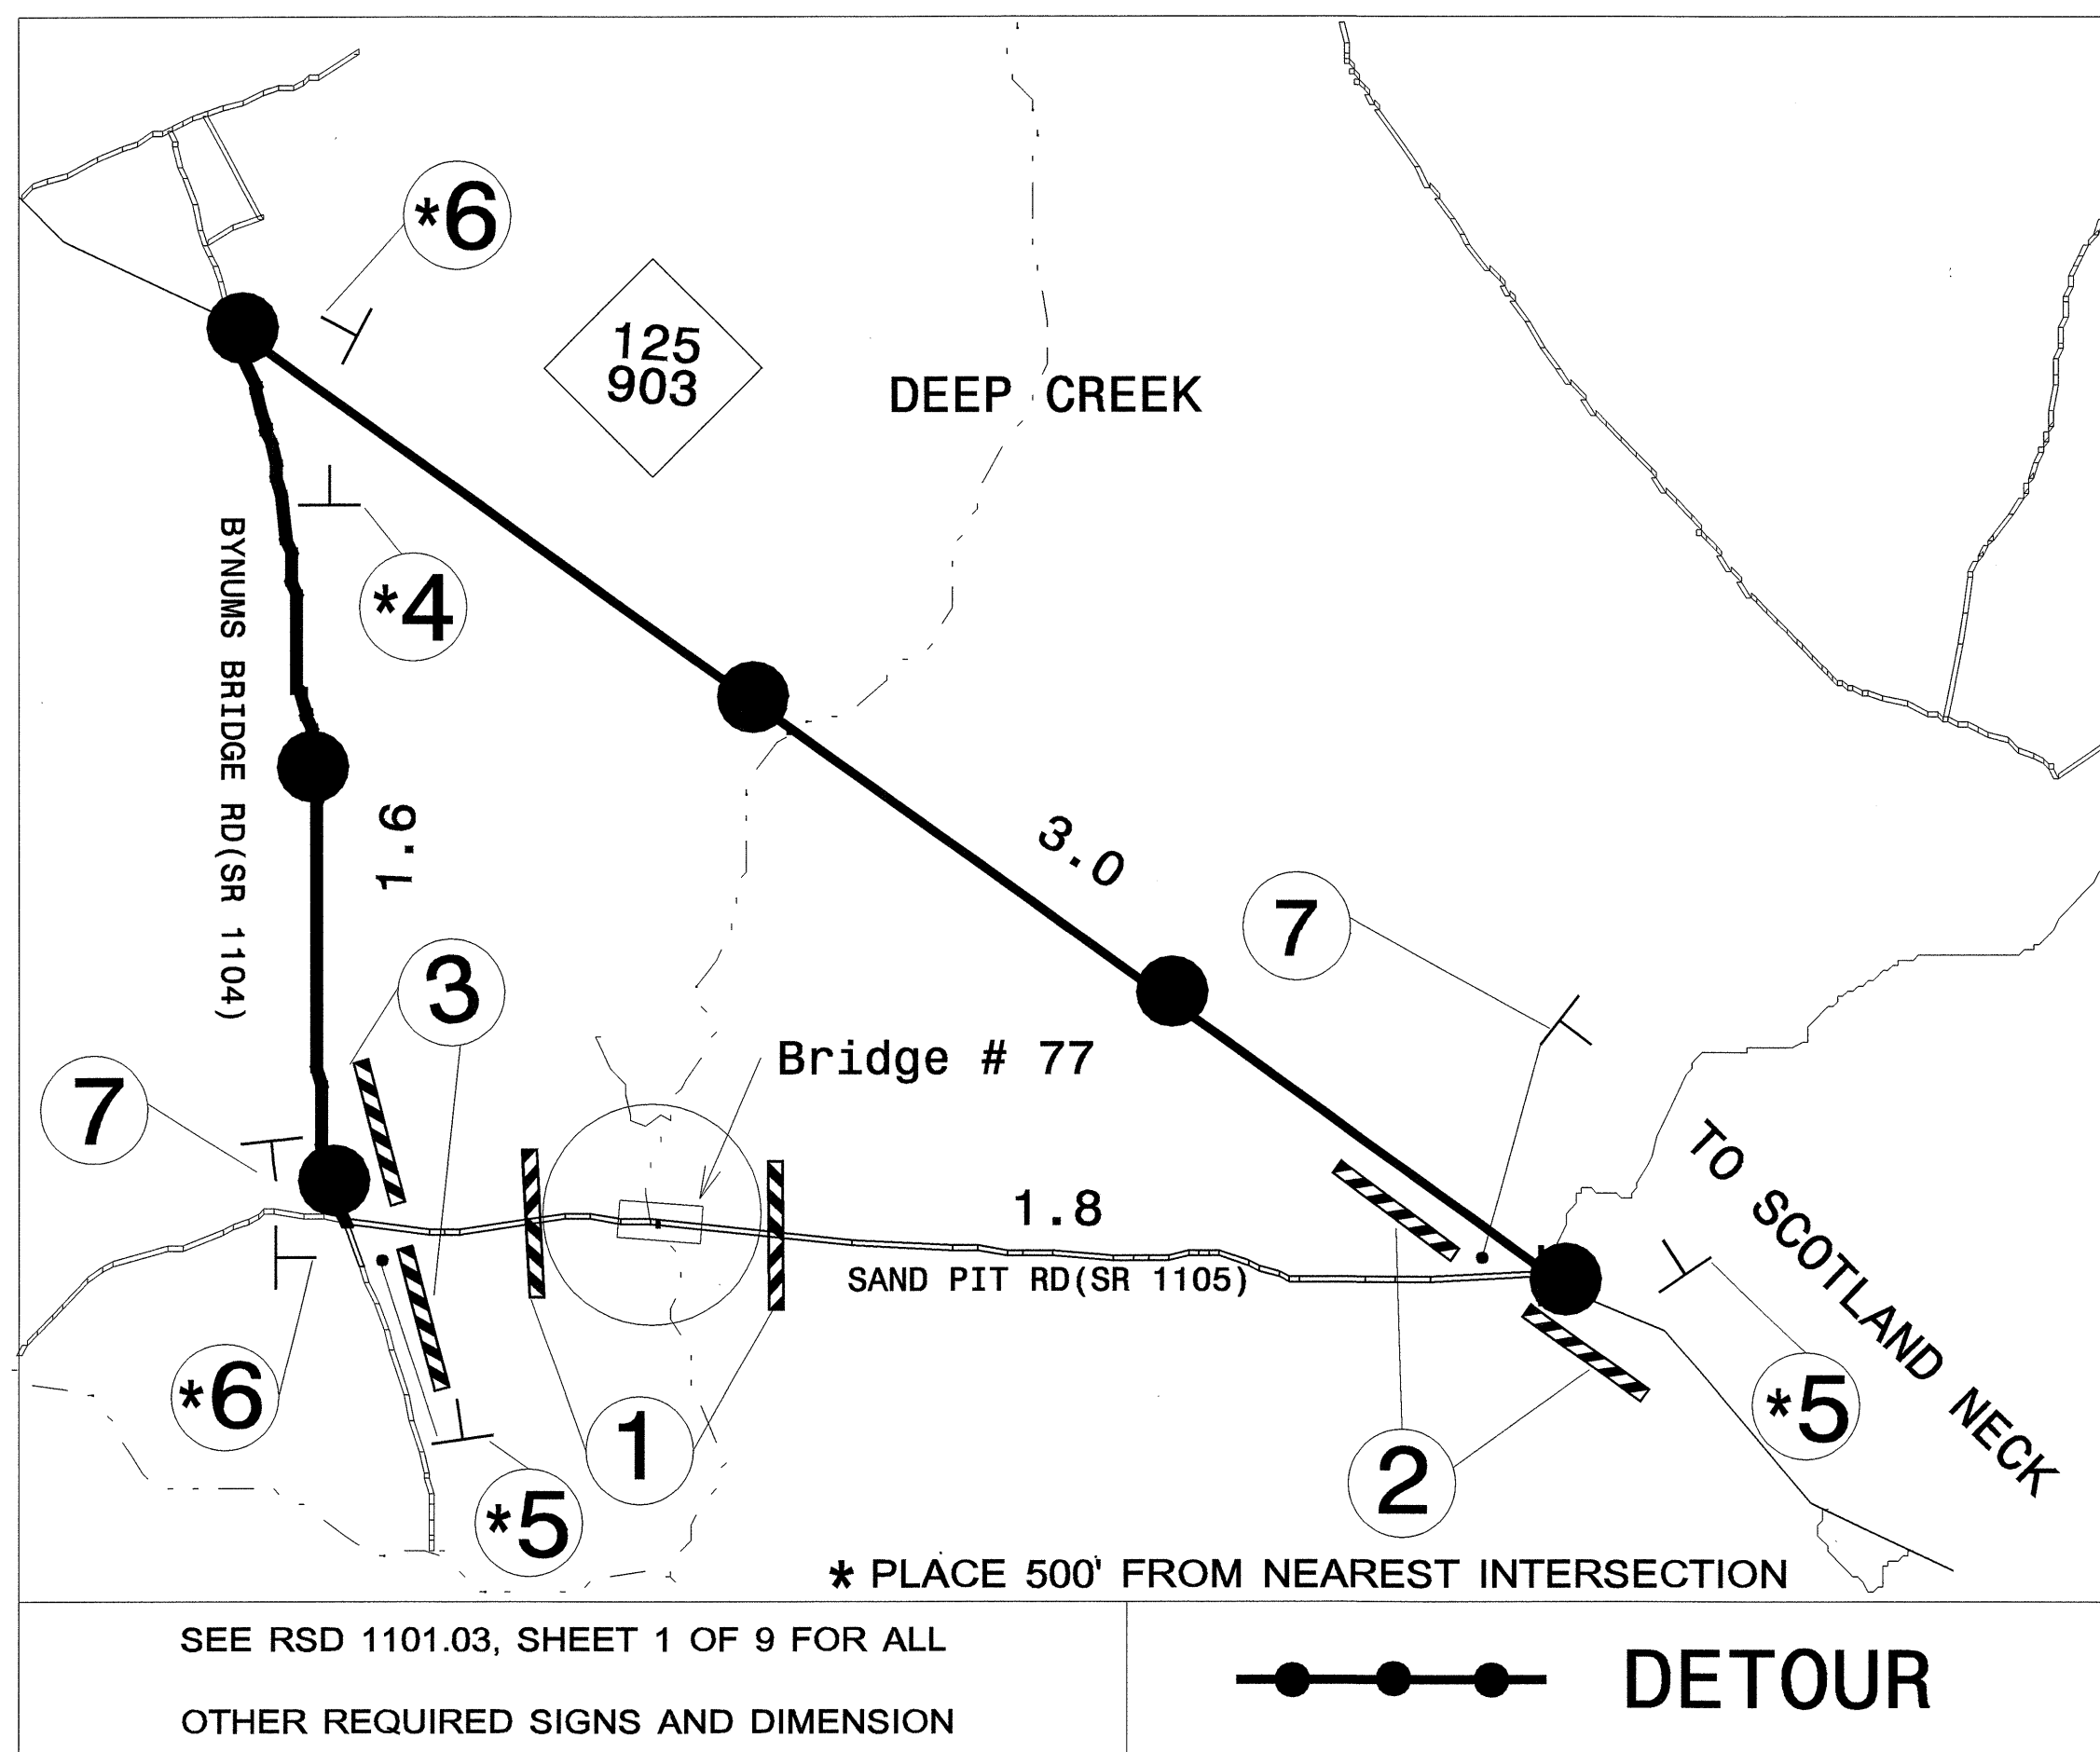 *6
125
903
DEEP CREEK
*4
BYNUMS BRIDGE RD(SR 1104)
1.6
3.0
7
3
Bridge # 77
7
TO SCOTLAND NECK
1.8
SAND PIT RD(SR 1105)
*6
*5
1
2
*5
* PLACE 500' FROM NEAREST INTERSECTION
SEE RSD 1101.03, SHEET 1 OF 9 FOR ALL
OTHER REQUIRED SIGNS AND DIMENSION
DETOUR